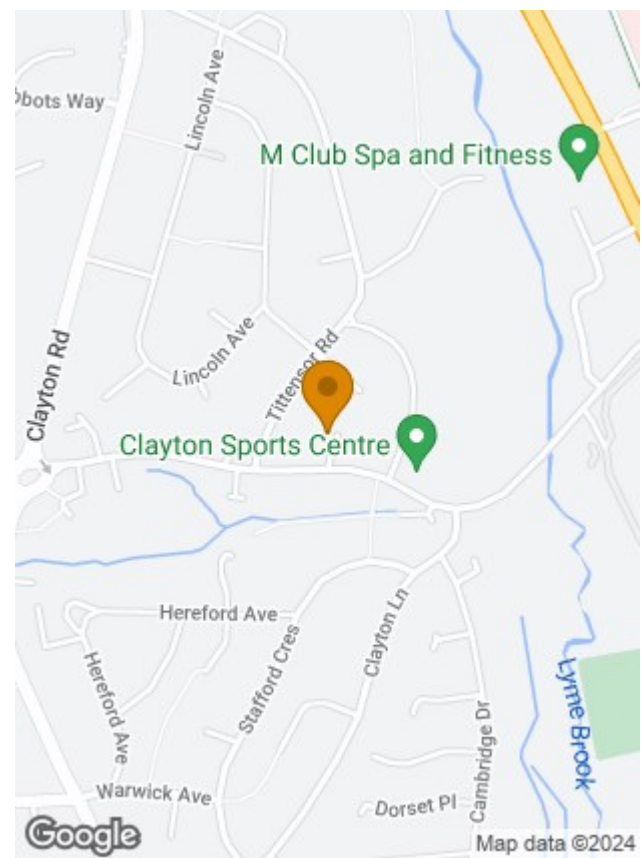 bbots Way
Lincoln Ave
M Club Spa and Fitness
Clayton Rd
Lincoln Ave
Tittensor Rd
Clayton Sports Centre
Hereford Ave
Hereford Ave
Stafford Cres
Clayton Ln
Lyme Brook
Cambridge Dr
Warwick Ave
Dorset Pl
Google
Map data ©2024